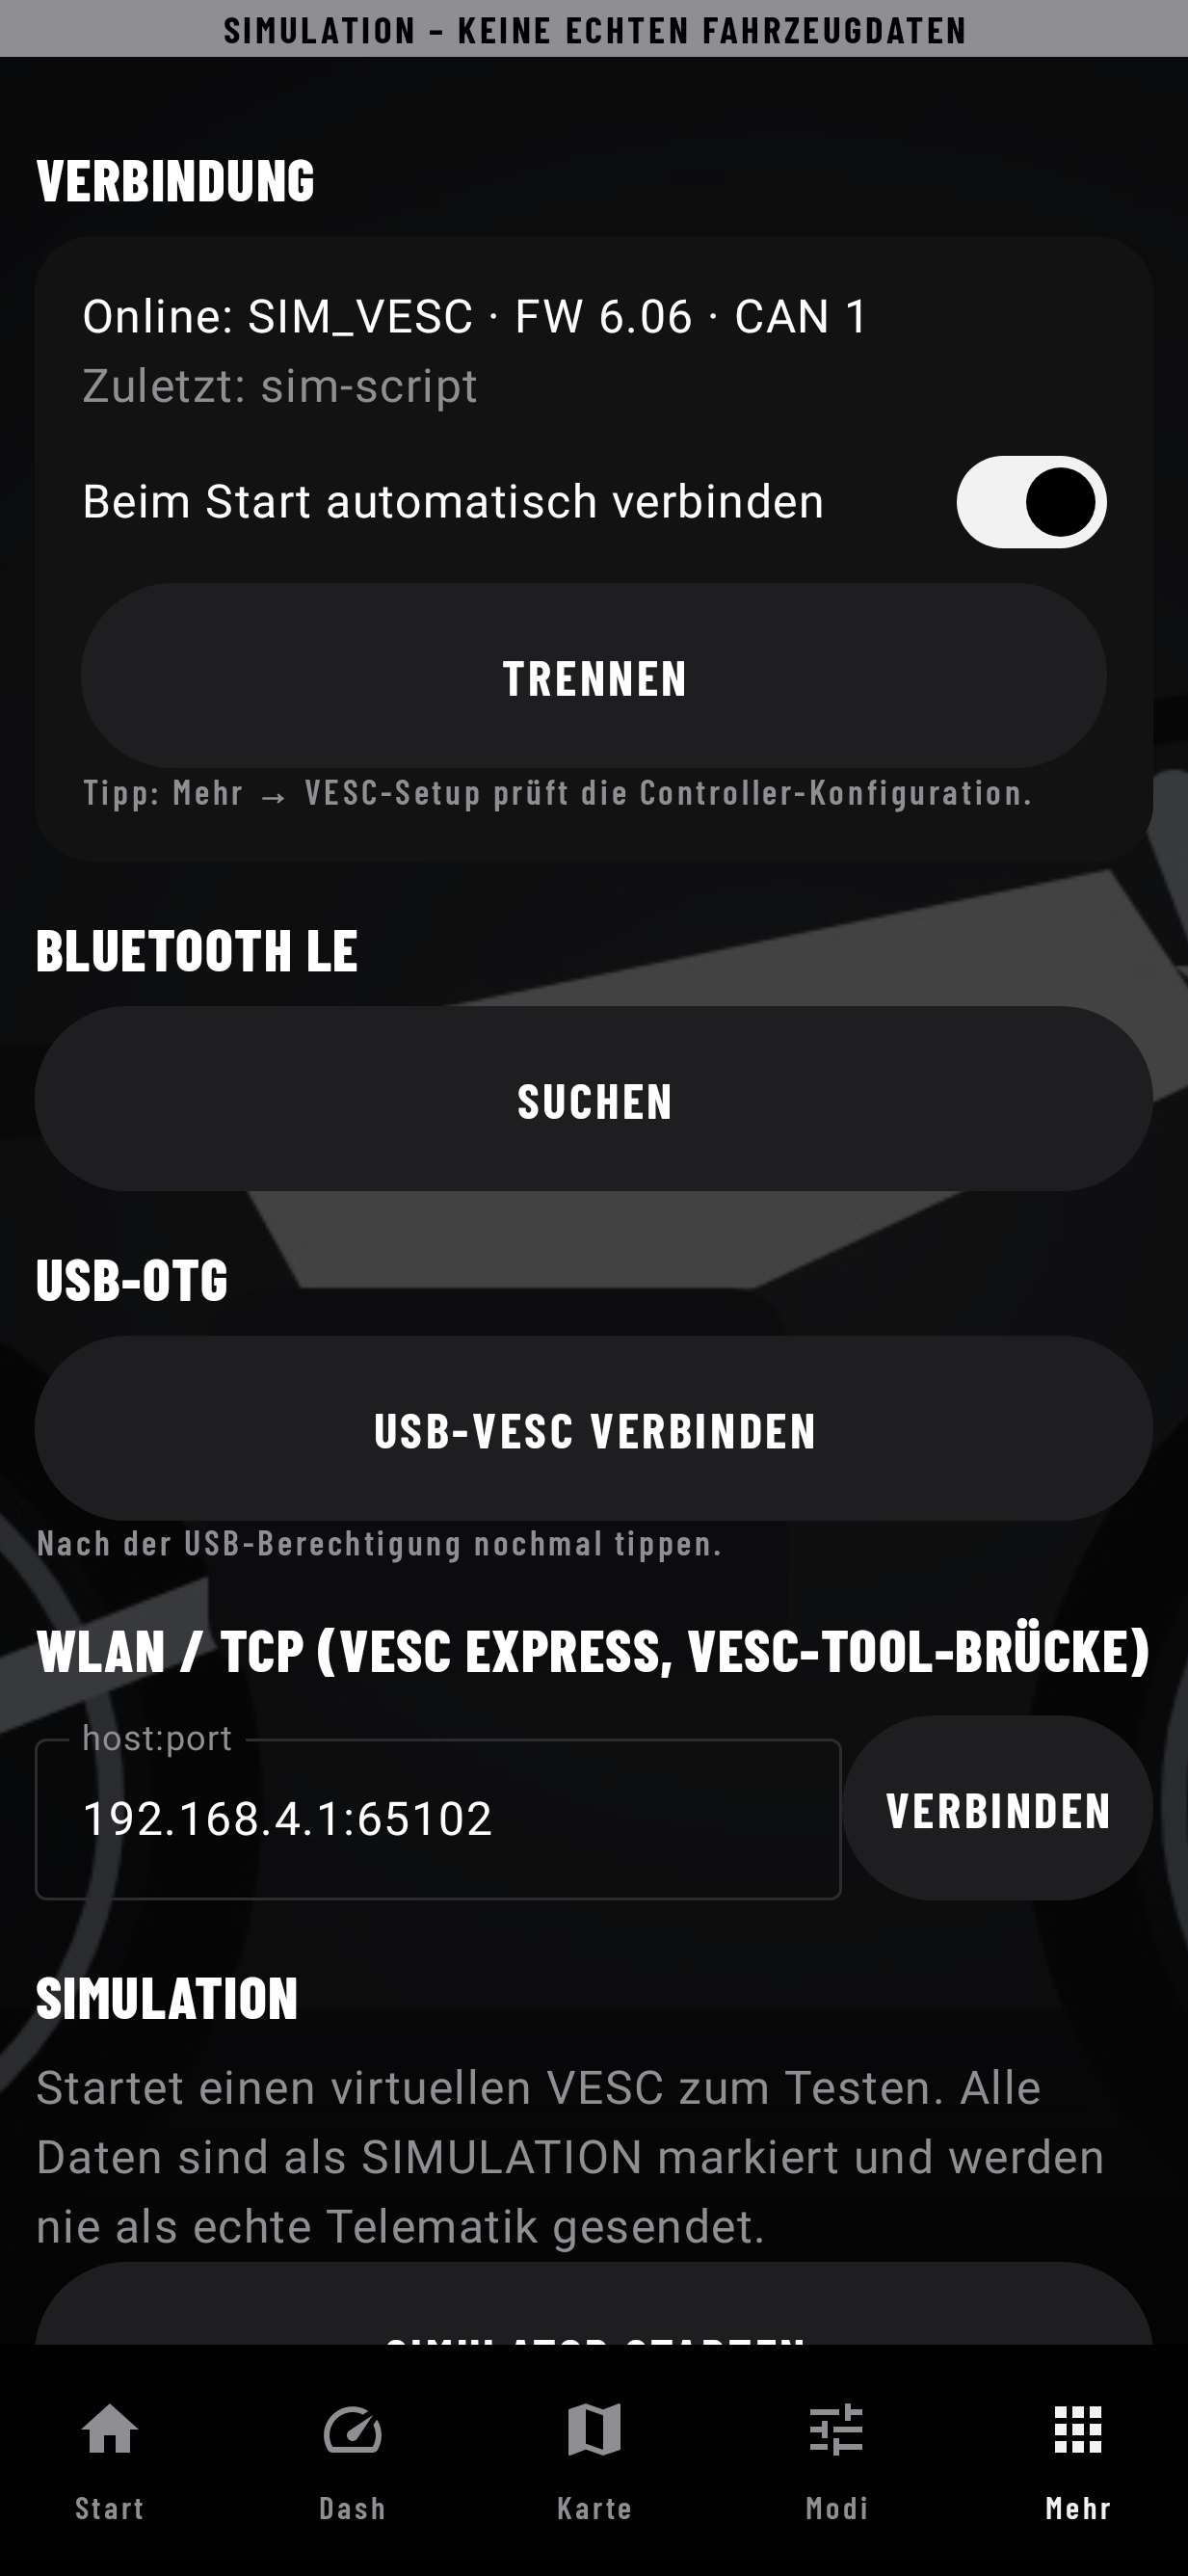 SIMULATION – KEINE ECHTEN FAHRZEUGDATEN
VERBINDUNG
Online: SIM_VESC · FW 6.06 · CAN 1
Zuletzt: sim-script
Beim Start automatisch verbinden
TRENNEN
Tipp: Mehr → VESC-Setup prüft die Controller-Konfiguration.
BLUETOOTH LE
SUCHEN
USB-OTG
USB-VESC VERBINDEN
Nach der USB-Berechtigung nochmal tippen.
WLAN / TCP (VESC EXPRESS, VESC-TOOL-BRÜCKE)
host:port
192.168.4.1:65102
VERBINDEN
SIMULATION
Startet einen virtuellen VESC zum Testen. Alle
Daten sind als SIMULATION markiert und werden
nie als echte Telematik gesendet.
SIMULATOR STARTEN
Start
Dash
Karte
Modi
Mehr